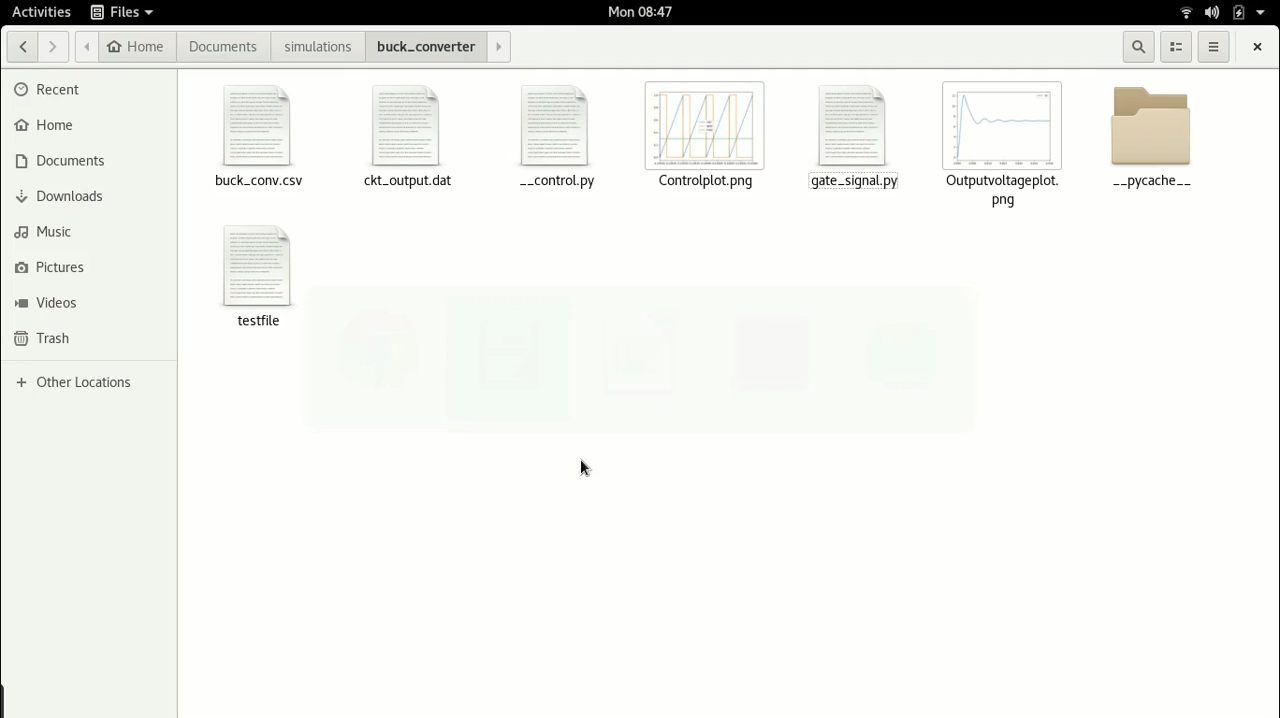 Activities
Files
Mon 08:47
Home
Documents
simulations
buck_converter
Recent
Home
Documents
Downloads
Music
Pictures
Videos
Trash
Other Locations
buck_conv.csv
ckt_output.dat
__control.py
Controlplot.png
gate_signal.py
Outputvoltageplot.
png
__pycache__
testfile